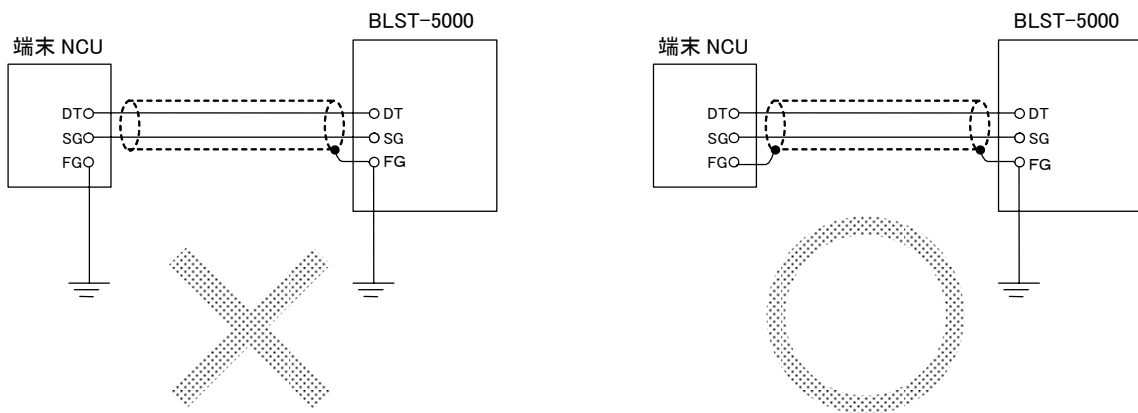 BLST-5000
端末 NCU
DT
DT
SG
SG
FG
FG
BLST-5000
端末 NCU
DT
DT
SG
SG
FG
FG